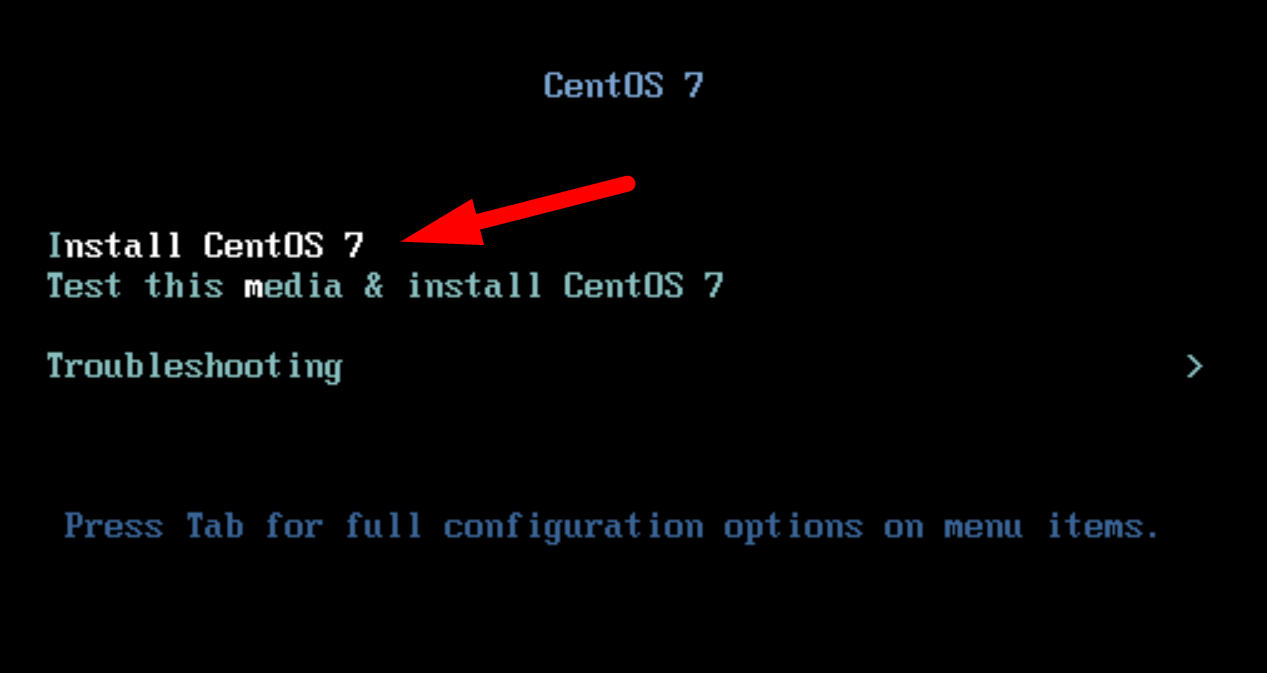 CentOS 7
Install CentOS 7
Test this media & install CentOS 7
Troubleshooting >
Press Tab for full configuration options on menu items.